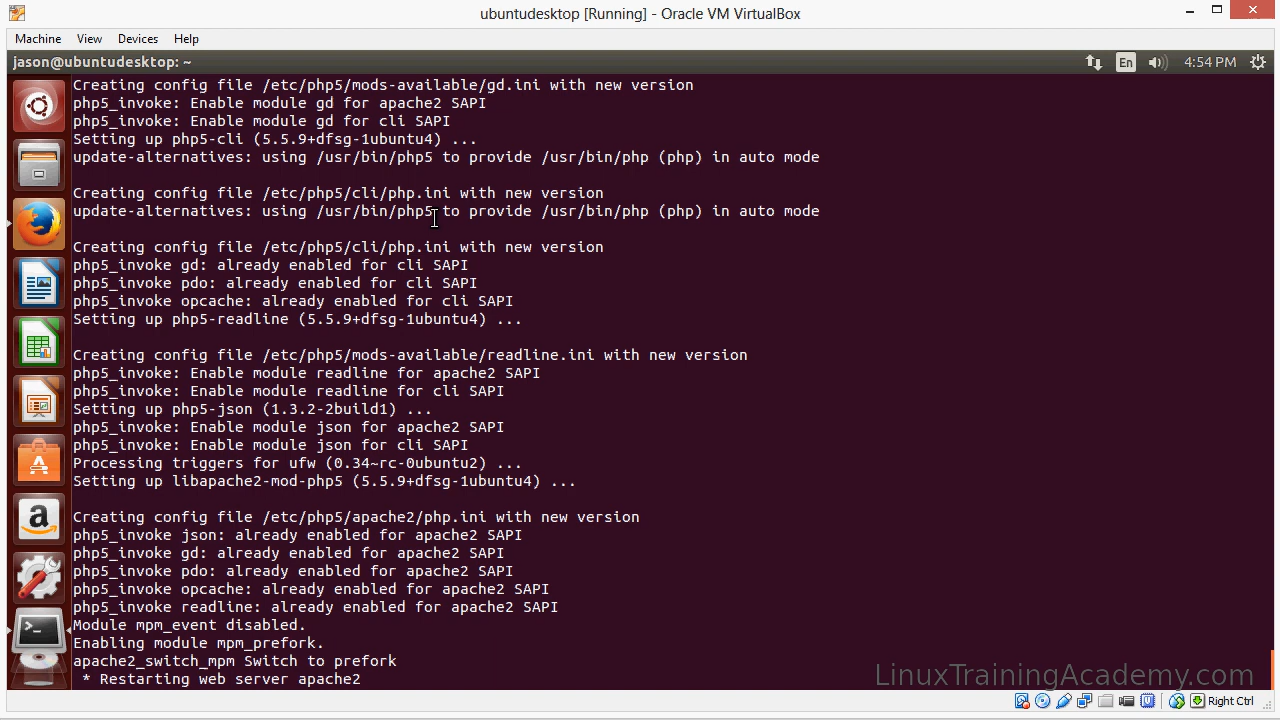 ubuntudesktop [Running] - Oracle VM VirtualBox
Machine View Devices Help
jason@ubuntudesktop: ~ En 4:54 PM
Creating config file /etc/php5/mods-available/gd.ini with new version
php5_invoke: Enable module gd for apache2 SAPI
php5_invoke: Enable module gd for cli SAPI
Setting up php5-cli (5.5.9+dfsg-1ubuntu4) ...
update-alternatives: using /usr/bin/php5 to provide /usr/bin/php (php) in auto mode
Creating config file /etc/php5/cli/php.ini with new version
update-alternatives: using /usr/bin/php5 to provide /usr/bin/php (php) in auto mode
Creating config file /etc/php5/cli/php.ini with new version
php5_invoke gd: already enabled for cli SAPI
php5_invoke pdo: already enabled for cli SAPI
php5_invoke opcache: already enabled for cli SAPI
Setting up php5-readline (5.5.9+dfsg-1ubuntu4) ...
Creating config file /etc/php5/mods-available/readline.ini with new version
php5_invoke: Enable module readline for apache2 SAPI
php5_invoke: Enable module readline for cli SAPI
Setting up php5-json (1.3.2-2build1) ...
php5_invoke: Enable module json for apache2 SAPI
php5_invoke: Enable module json for cli SAPI
Processing triggers for ufw (0.34~rc-0ubuntu2) ...
Setting up libapache2-mod-php5 (5.5.9+dfsg-1ubuntu4) ...
Creating config file /etc/php5/apache2/php.ini with new version
php5_invoke json: already enabled for apache2 SAPI
php5_invoke gd: already enabled for apache2 SAPI
php5_invoke pdo: already enabled for apache2 SAPI
php5_invoke opcache: already enabled for apache2 SAPI
php5_invoke readline: already enabled for apache2 SAPI
Module mpm_event disabled.
Enabling module mpm_prefork.
apache2_switch_mpm Switch to prefork
* Restarting web server apache2
LinuxTrainingAcademy.com
Right Ctrl